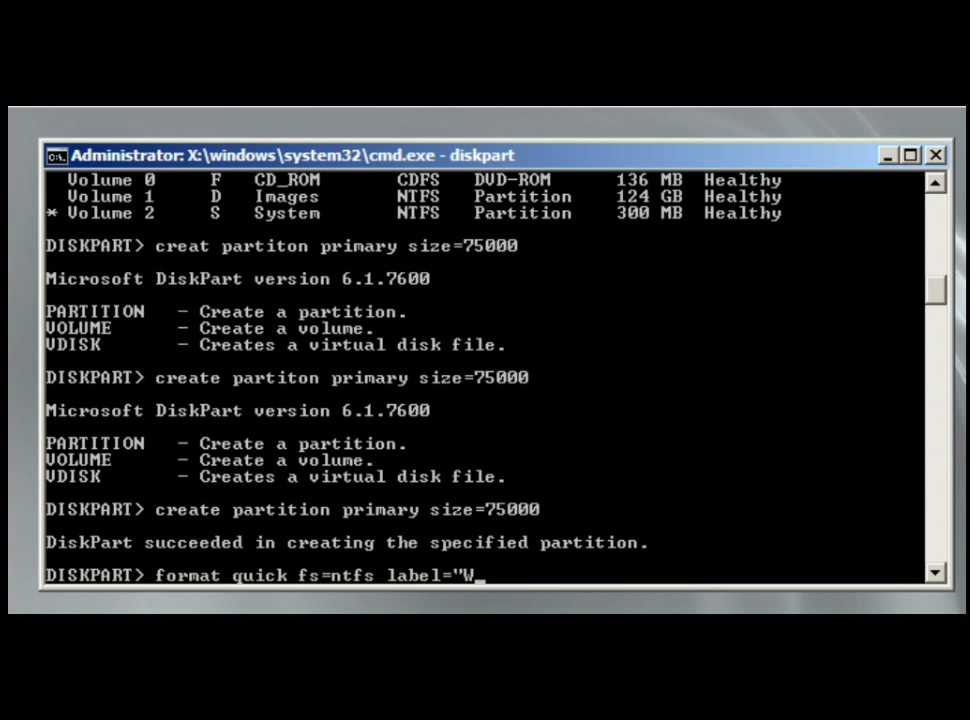 Administrator: X:\windows\system32\cmd.exe - diskpart
Volume 0 F CD_ROM CDFS DVD-ROM 136 MB Healthy
Volume 1 D Images NTFS Partition 124 GB Healthy
* Volume 2 S System NTFS Partition 300 MB Healthy
DISKPART> creat partiton primary size=75000
Microsoft DiskPart version 6.1.7600
PARTITION - Create a partition.
VOLUME - Create a volume.
VDISK - Creates a virtual disk file.
DISKPART> create partiton primary size=75000
Microsoft DiskPart version 6.1.7600
PARTITION - Create a partition.
VOLUME - Create a volume.
VDISK - Creates a virtual disk file.
DISKPART> create partition primary size=75000
DiskPart succeeded in creating the specified partition.
DISKPART> format quick fs=ntfs label="W_